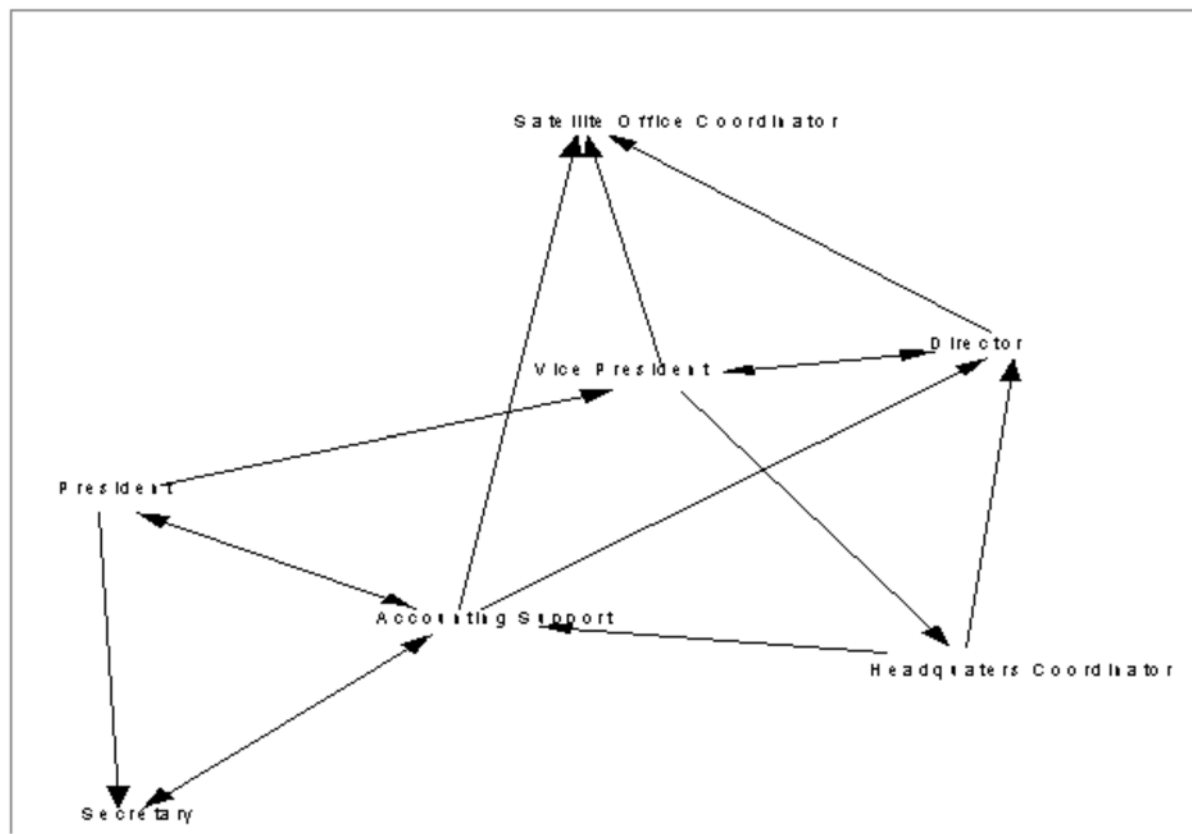 Satellite Office Coordinator
Director
Vice President
President
Accounting Support
Headquaters Coordinator
Secretary